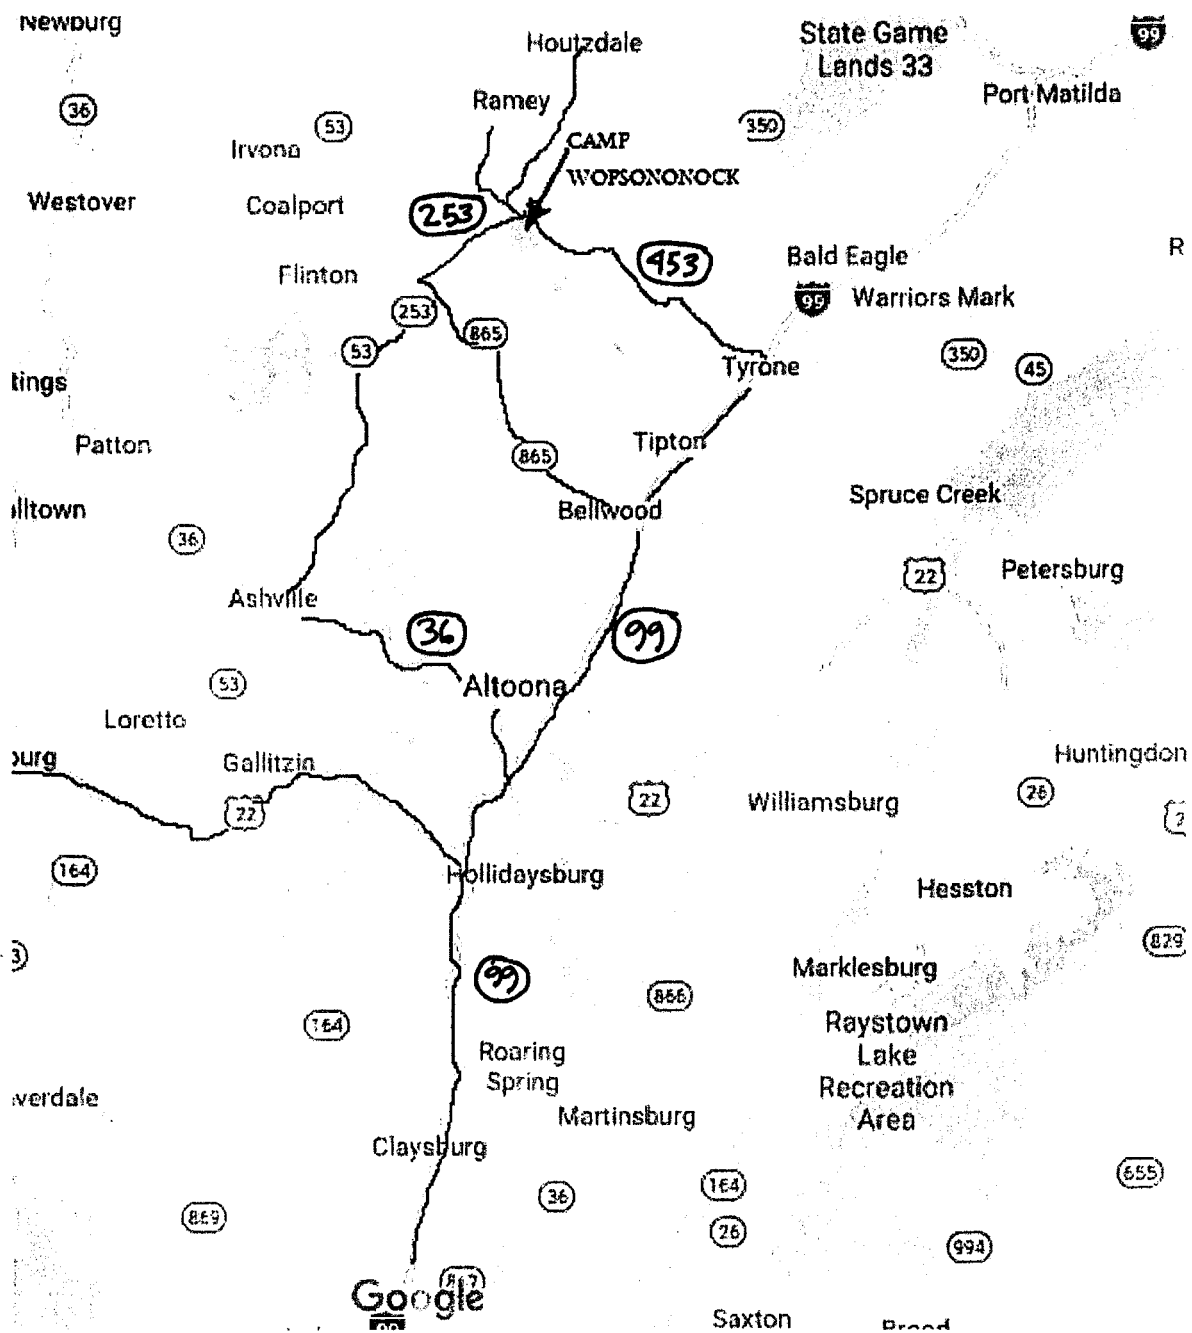 Newburg
Houtzdale
State Game
Lands 33
99
Port Matilda
36
Ramey
53
350
Irvona
CAMP
WOPSONONOCK
Westover
Coalport
253
453
Bald Eagle
R
Flinton
99
Warriors Mark
253
865
53
350
45
Tyrone
tings
Patton
Tipton
865
Spruce Creek
lltown
Bellwood
36
22
Petersburg
Ashville
36
99
53
Altoona
Loretto
burg
Gallitzin
Huntingdon
22
22
Williamsburg
26
2
164
Hollidaysburg
Hesston
3
829
Marklesburg
99
866
164
Raystown
Lake
Recreation
Area
Roaring
Spring
verdale
Martinsburg
Claysburg
164
655
36
869
26
994
Google
99
Saxton